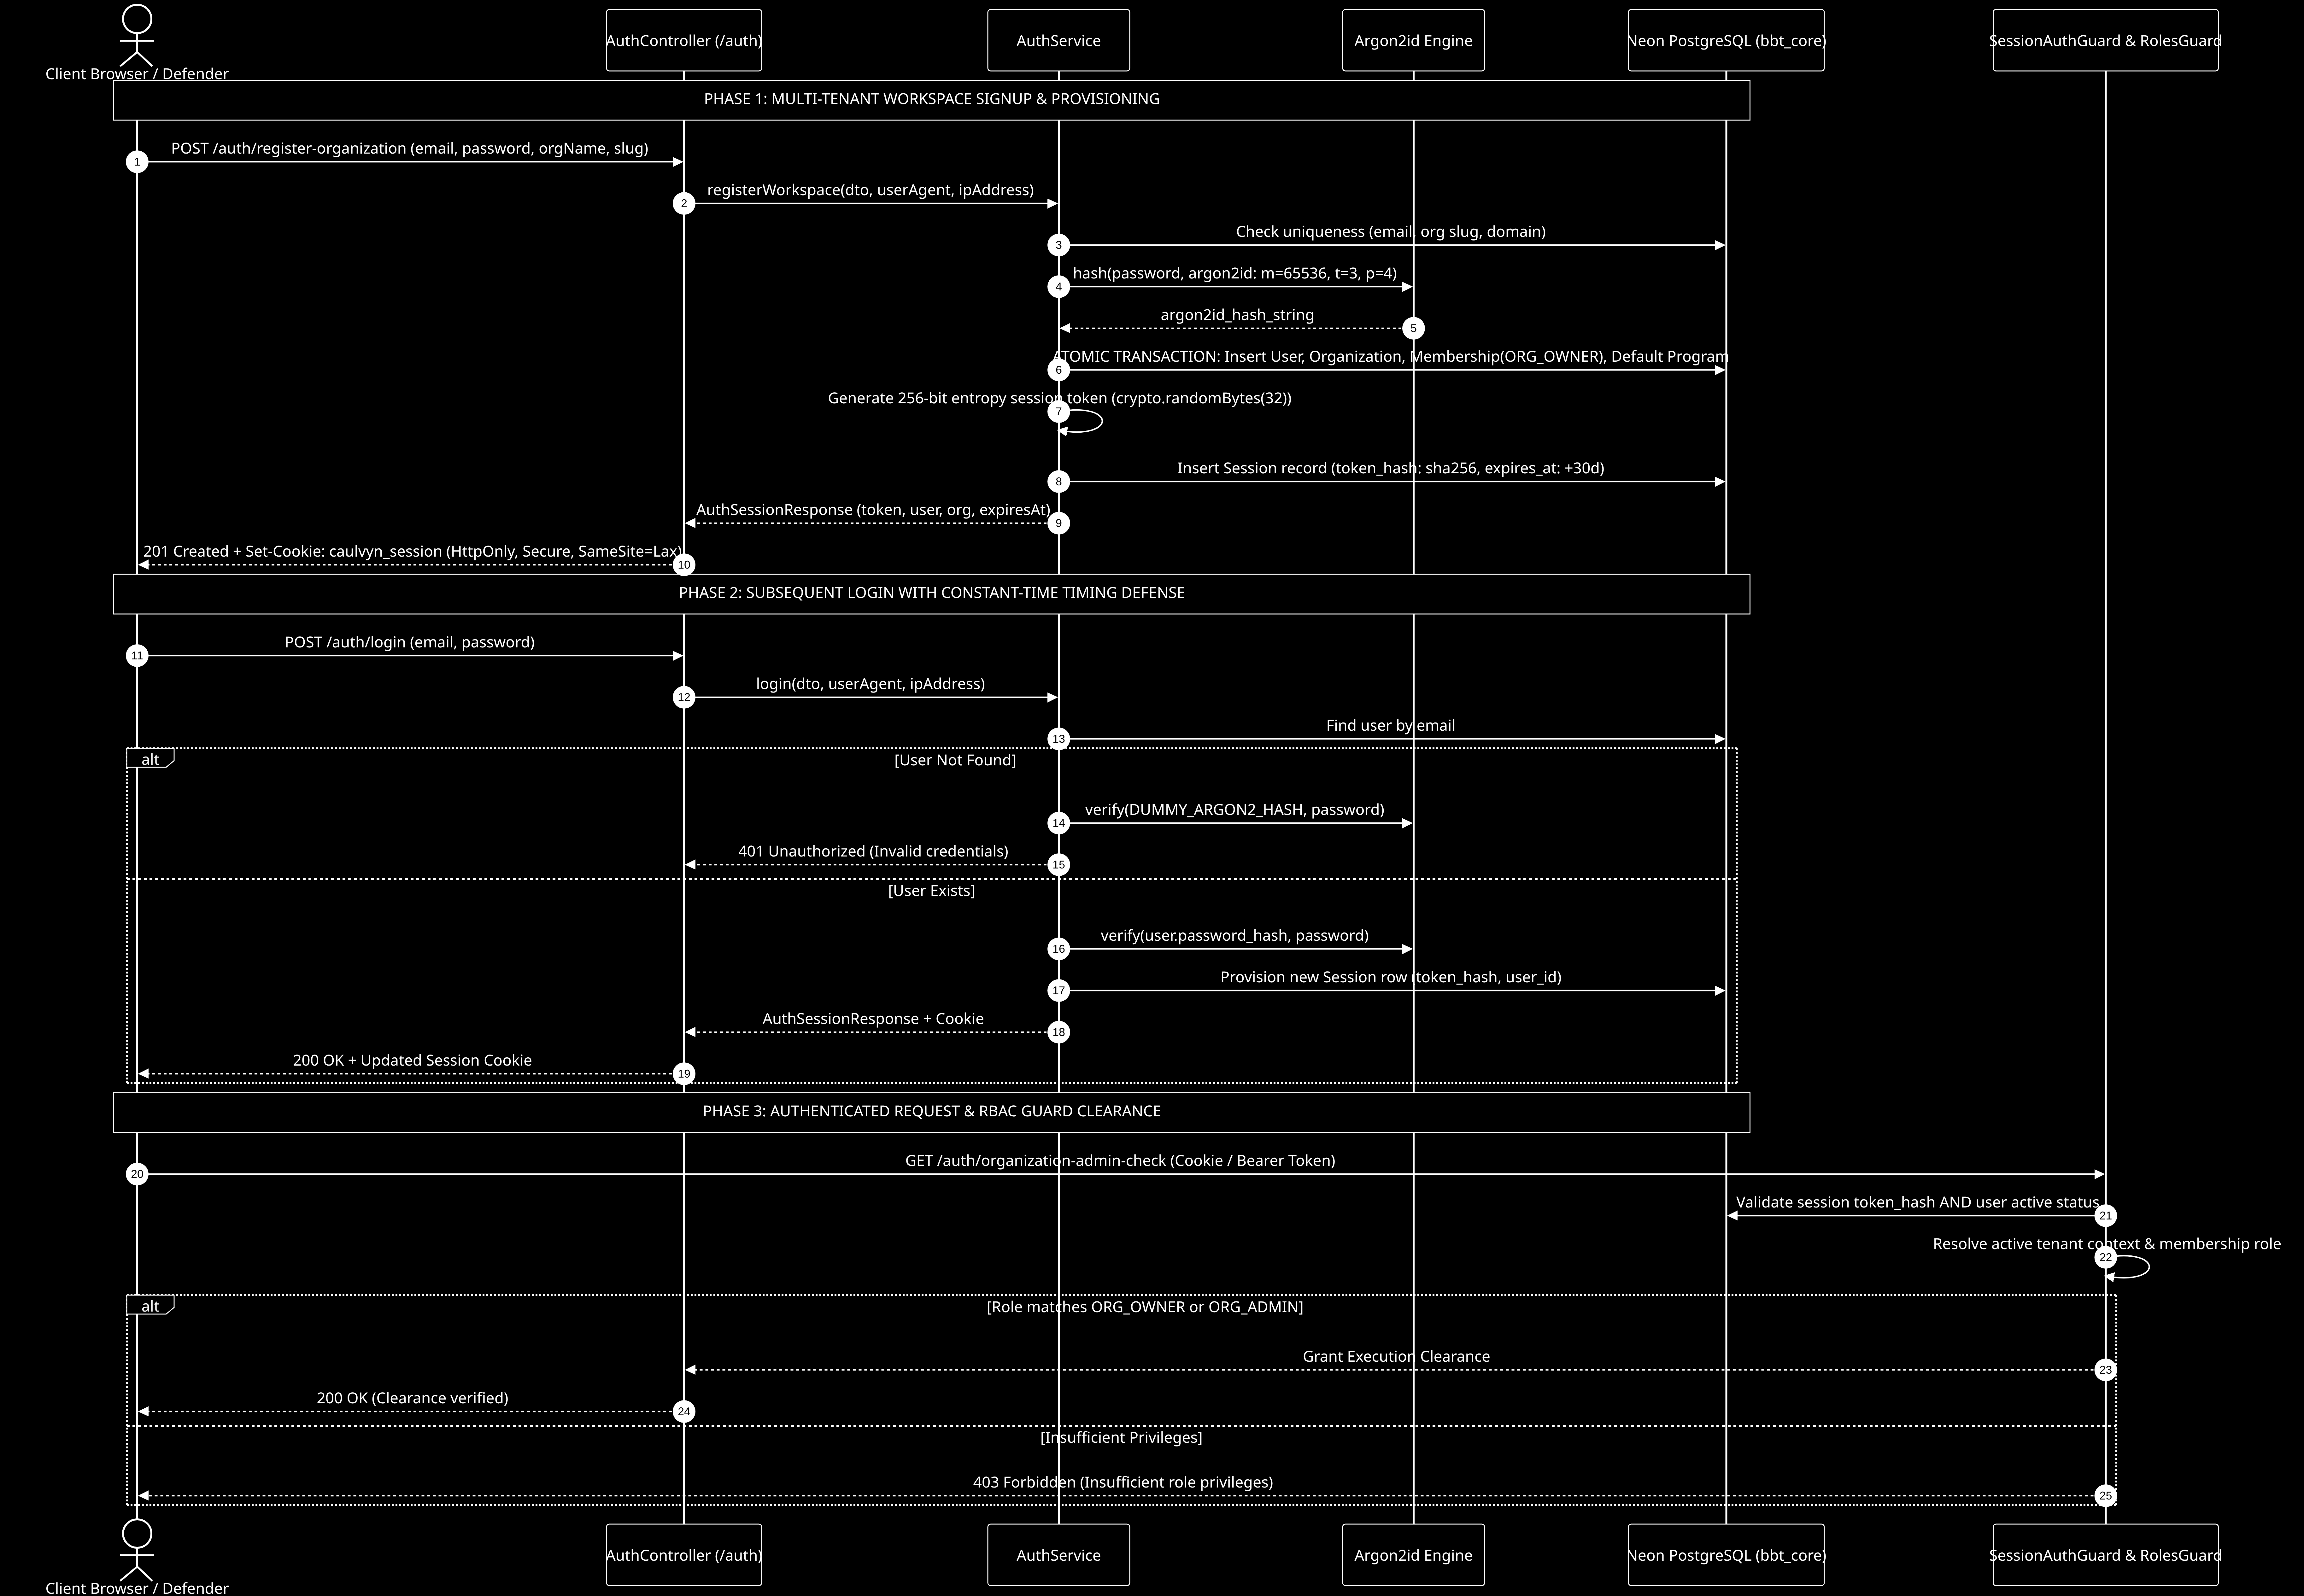 Client Browser / Defender
AuthController (/auth)
AuthService
Argon2id Engine
Neon PostgreSQL (bbt_core)
SessionAuthGuard & RolesGuard
PHASE 1: MULTI-TENANT WORKSPACE SIGNUP & PROVISIONING
POST /auth/register-organization (email, password, orgName, slug)
1
registerWorkspace(dto, userAgent, ipAddress)
2
Check uniqueness (email, org slug, domain)
3
hash(password, argon2id: m=65536, t=3, p=4)
4
argon2id_hash_string
5
ATOMIC TRANSACTION: Insert User, Organization, Membership(ORG_OWNER), Default Program
6
Generate 256-bit entropy session token (crypto.randomBytes(32))
7
Insert Session record (token_hash: sha256, expires_at: +30d)
8
AuthSessionResponse (token, user, org, expiresAt)
9
201 Created + Set-Cookie: caulvyn_session (HttpOnly, Secure, SameSite=Lax)
10
PHASE 2: SUBSEQUENT LOGIN WITH CONSTANT-TIME TIMING DEFENSE
POST /auth/login (email, password)
11
login(dto, userAgent, ipAddress)
12
Find user by email
13
alt
[User Not Found]
verify(DUMMY_ARGON2_HASH, password)
14
401 Unauthorized (Invalid credentials)
15
[User Exists]
verify(user.password_hash, password)
16
Provision new Session row (token_hash, user_id)
17
AuthSessionResponse + Cookie
18
200 OK + Updated Session Cookie
19
PHASE 3: AUTHENTICATED REQUEST & RBAC GUARD CLEARANCE
GET /auth/organization-admin-check (Cookie / Bearer Token)
20
Validate session token_hash AND user active status
21
Resolve active tenant context & membership role
22
alt
[Role matches ORG_OWNER or ORG_ADMIN]
Grant Execution Clearance
23
200 OK (Clearance verified)
24
[Insufficient Privileges]
403 Forbidden (Insufficient role privileges)
25
Client Browser / Defender
AuthController (/auth)
AuthService
Argon2id Engine
Neon PostgreSQL (bbt_core)
SessionAuthGuard & RolesGuard